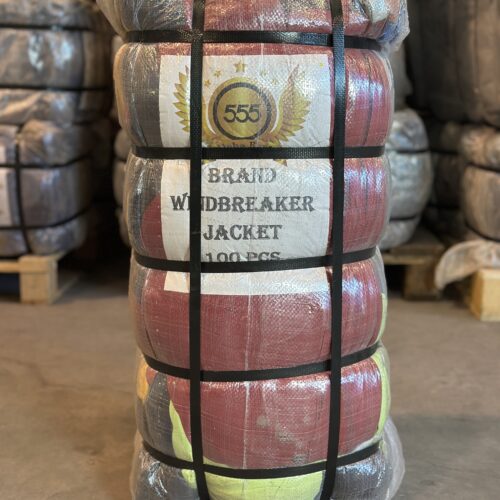 555
BRAND
WINDBREAKER
JACKET
100 PCS